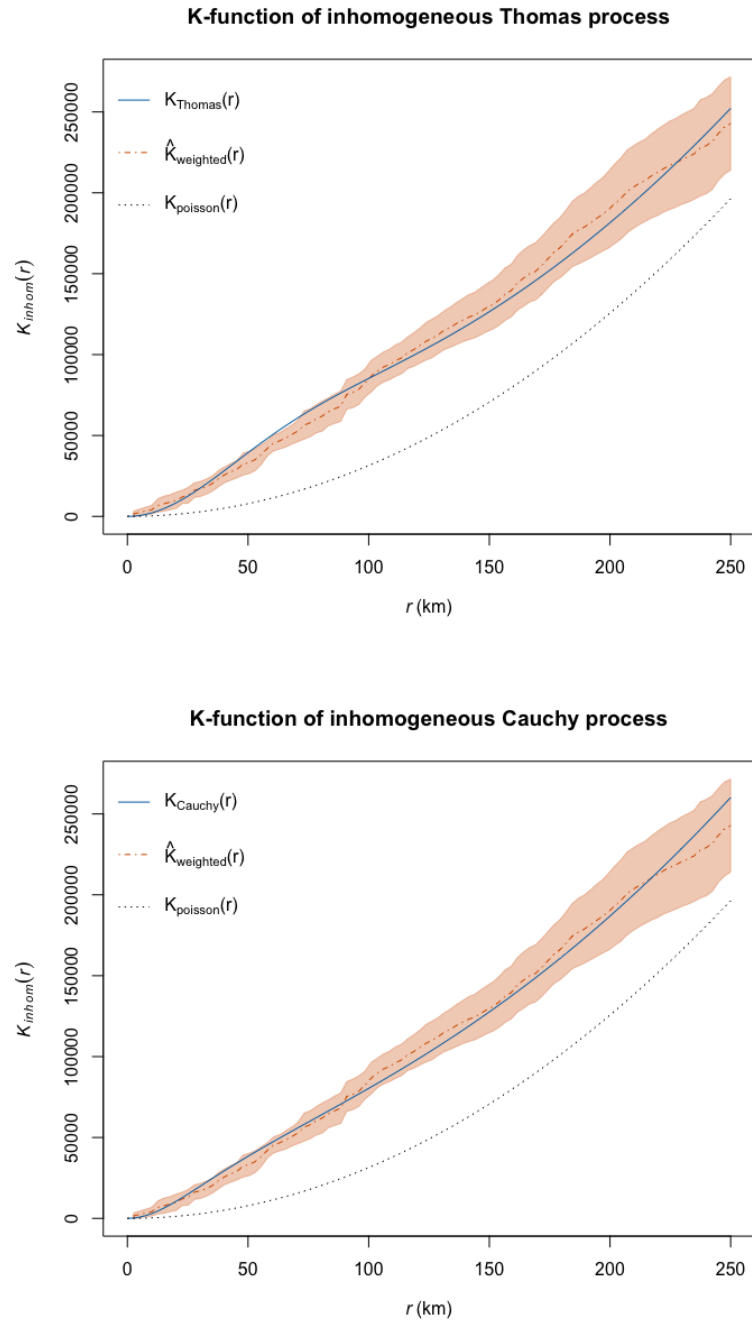 K-function of inhomogeneous Thomas process
K_Thomas(r)
K̂_weighted(r)
K_poisson(r)
K_inhom(r)
0 50000 100000 150000 200000 250000
0 50 100 150 200 250
r (km)
K-function of inhomogeneous Cauchy process
K_Cauchy(r)
K̂_weighted(r)
K_poisson(r)
K_inhom(r)
0 50000 100000 150000 200000 250000
0 50 100 150 200 250
r (km)